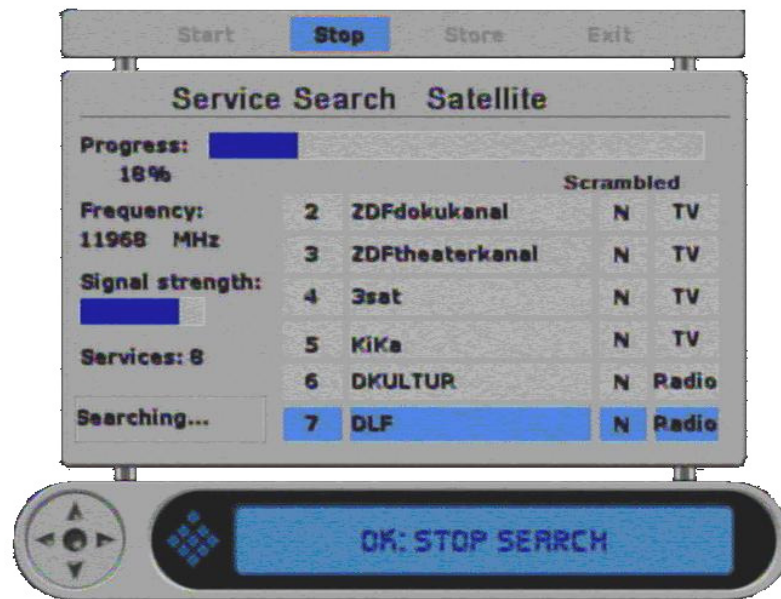 Start Stop Store Exit
Service Search Satellite
Progress:
18%
Scrambled
Frequency:
11968 MHz
2 ZDFdokukanal N TV
3 ZDFtheaterkanal N TV
Signal strength:
4 3sat N TV
5 KiKa N TV
Services: 8
6 DKULTUR N Radio
Searching...
7 DLF N Radio
OK: STOP SEARCH